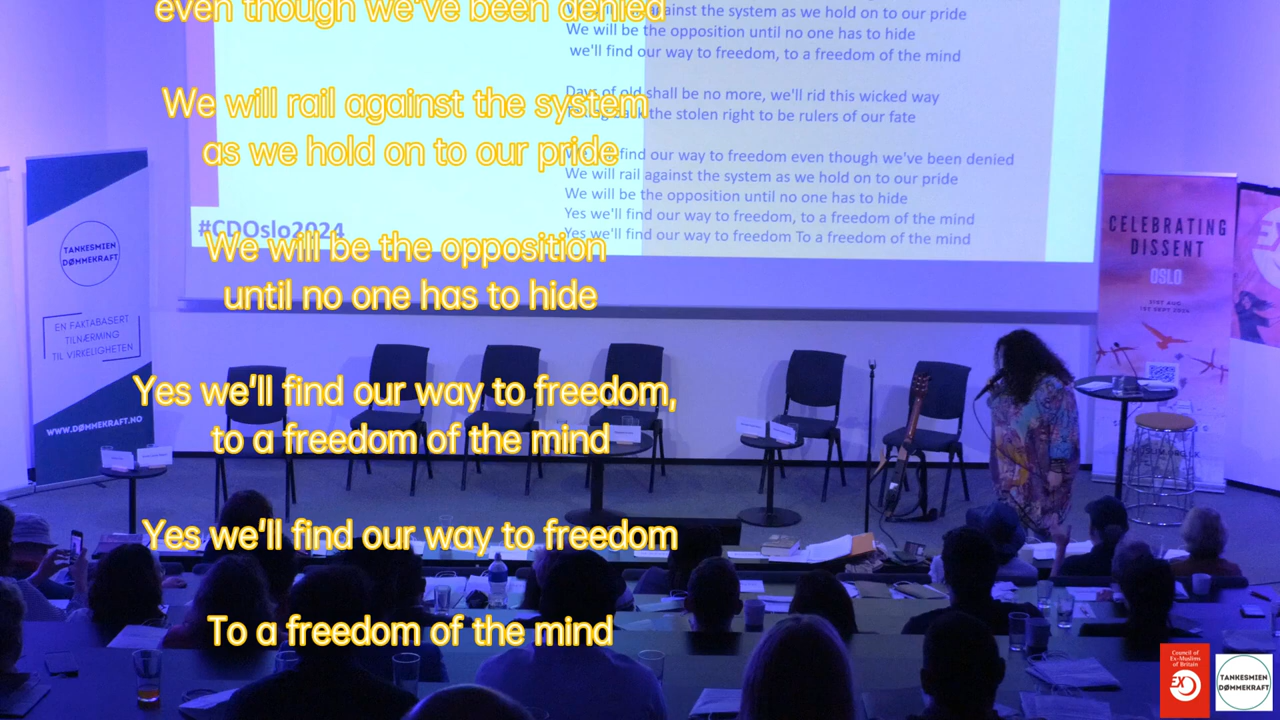 even though we've been denied
We will rail against the system
as we hold on to our pride
We will be the opposition
until no one has to hide
Yes we'll find our way to freedom,
to a freedom of the mind
Yes we'll find our way to freedom
To a freedom of the mind
against the system as we hold on to our pride
We will be the opposition until no one has to hide
we'll find our way to freedom, to a freedom of the mind
Days of old shall be no more, we'll rid this wicked way
the stolen right to be rulers of our fate
find our way to freedom even though we've been denied
We will rail against the system as we hold on to our pride
We will be the opposition until no one has to hide
Yes we'll find our way to freedom, to a freedom of the mind
Yes we'll find our way to freedom To a freedom of the mind
#CDOslo2024
TANKESMIEN
DØMMEKRAFT
EN FAKTABASERT
TILNÆRMING
TIL VIRKELIGHETEN
WWW.DØMMEKRAFT.NO
CELEBRATING
DISSENT
OSLO
31ST AUG
1ST SEPT 2024
EX
Council of
Ex-Muslims
of Britain
EX
TANKESMIEN
DØMMEKRAFT